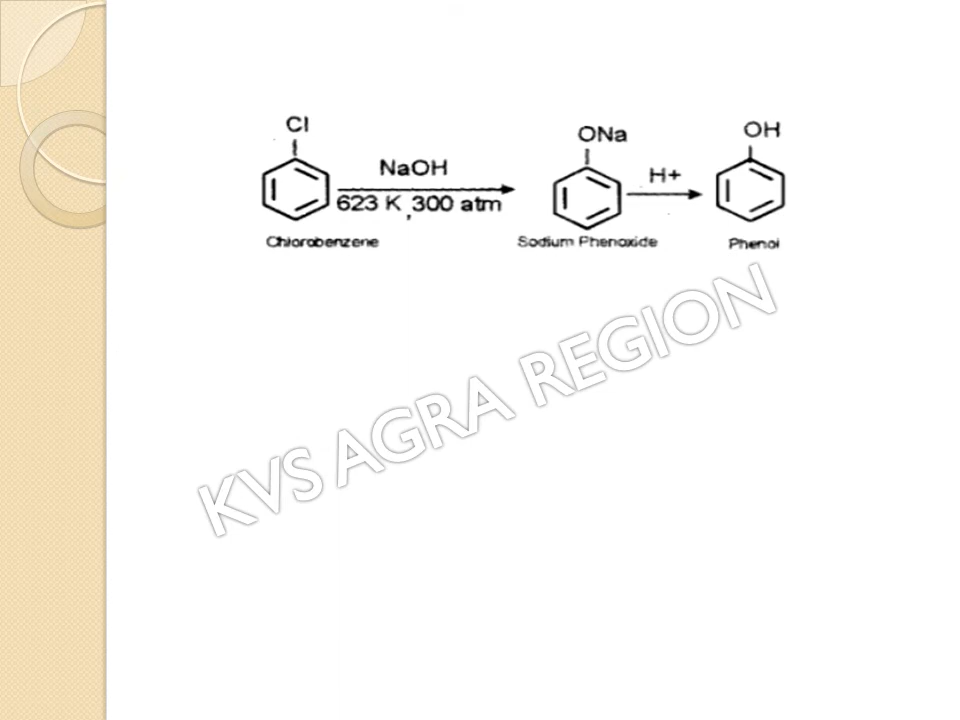 Cl
ONa
OH
NaOH
H+
623 K ,300 atm
Chlorobenzene
Sodium Phenoxide
Phenol
KVS AGRA REGION